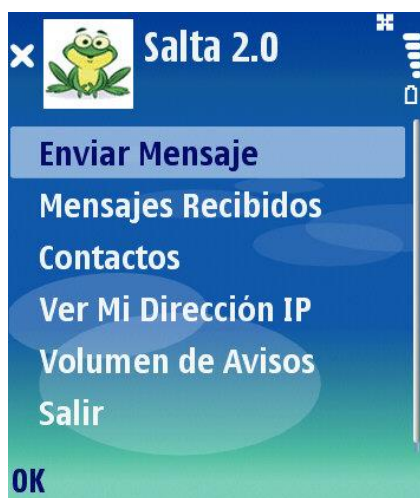 Salta 2.0
Enviar Mensaje
Mensajes Recibidos
Contactos
Ver Mi Dirección IP
Volumen de Avisos
Salir
OK